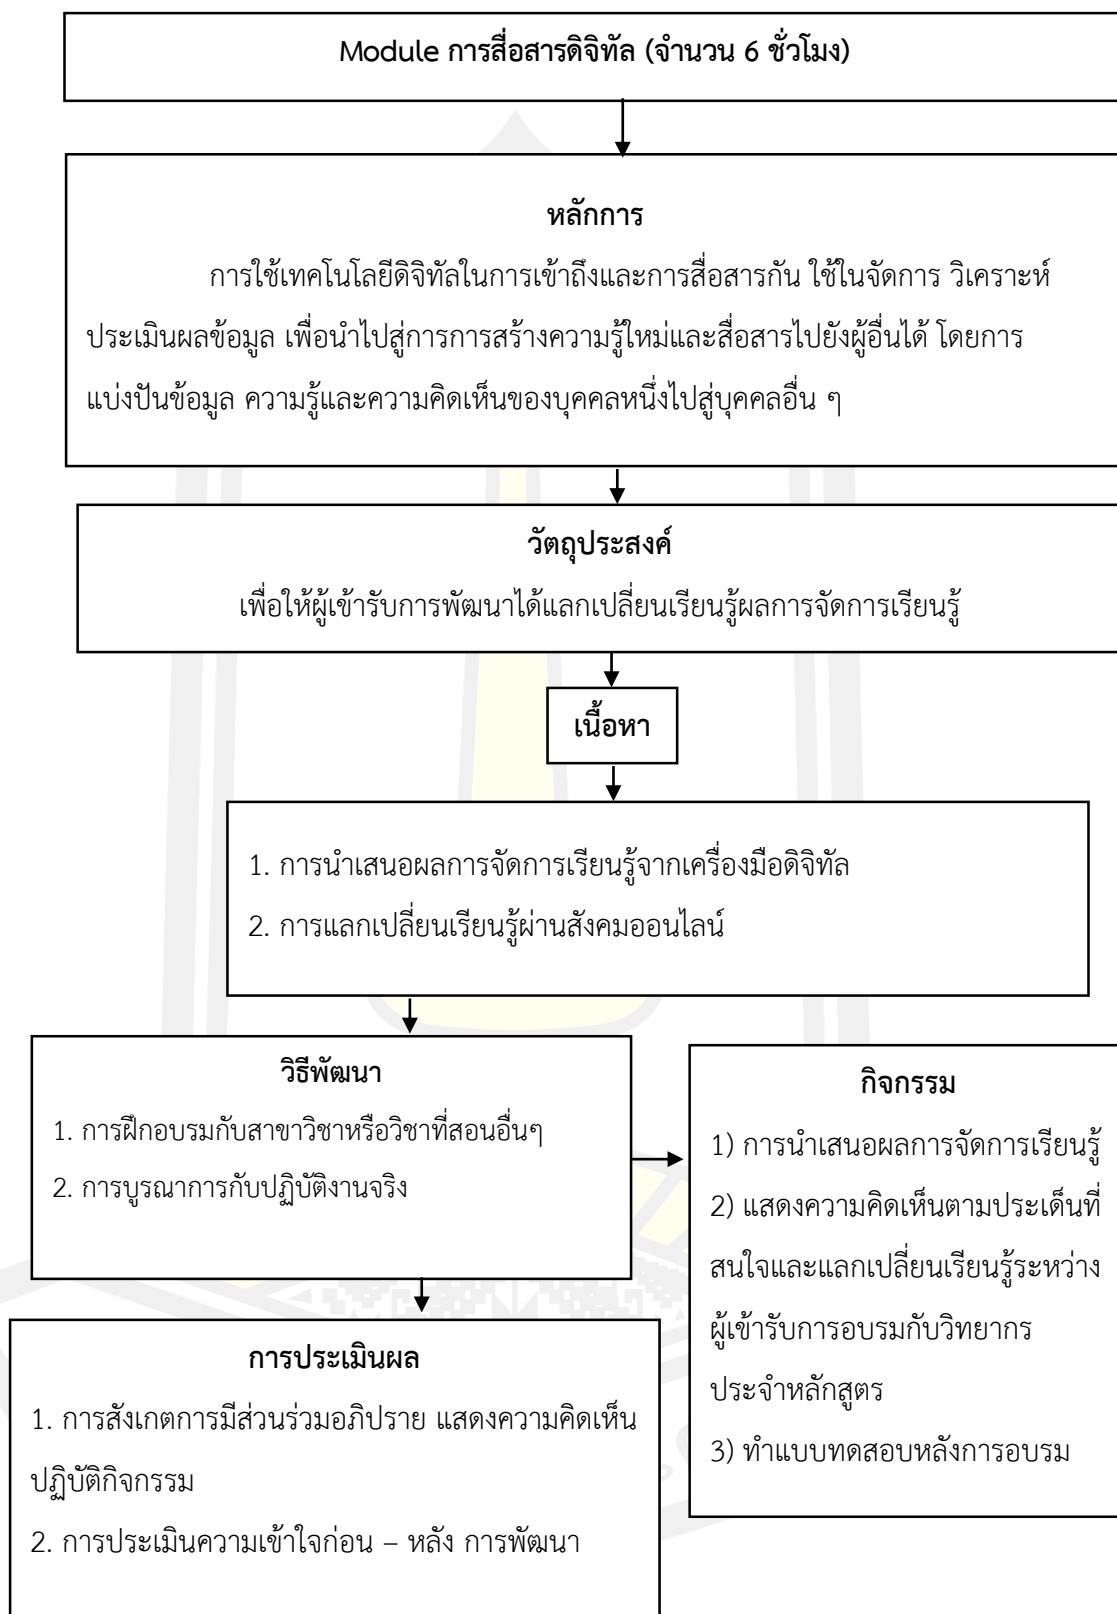 Module การสื่อสารดิจิทัล (จำนวน 6 ชั่วโมง)
หลักการ
การใช้เทคโนโลยีดิจิทัลในการเข้าถึงและการสื่อสารกัน ใช้ในจัดการ วิเคราะห์
ประเมินผลข้อมูล เพื่อนำไปสู่การการสร้างความรู้ใหม่และสื่อสารไปยังผู้อื่นได้ โดยการ
แบ่งปันข้อมูล ความรู้และความคิดเห็นของบุคคลหนึ่งไปสู่บุคคลอื่น ๆ
วัตถุประสงค์
เพื่อให้ผู้เข้ารับการพัฒนาได้แลกเปลี่ยนเรียนรู้ผลการจัดการเรียนรู้
เนื้อหา
1. การนำเสนอผลการจัดการเรียนรู้จากเครื่องมือดิจิทัล
2. การแลกเปลี่ยนเรียนรู้ผ่านสังคมออนไลน์
วิธีพัฒนา
1. การฝึกอบรมกับสาขาวิชาหรือวิชาที่สอนอื่นๆ
2. การบูรณาการกับปฏิบัติงานจริง
กิจกรรม
1) การนำเสนอผลการจัดการเรียนรู้
2) แสดงความคิดเห็นตามประเด็นที่
สนใจและแลกเปลี่ยนเรียนรู้ระหว่าง
ผู้เข้ารับการอบรมกับวิทยากร
ประจำหลักสูตร
3) ทำแบบทดสอบหลังการอบรม
การประเมินผล
1. การสังเกตการมีส่วนร่วมอภิปราย แสดงความคิดเห็น
ปฏิบัติกิจกรรม
2. การประเมินความเข้าใจก่อน – หลัง การพัฒนา